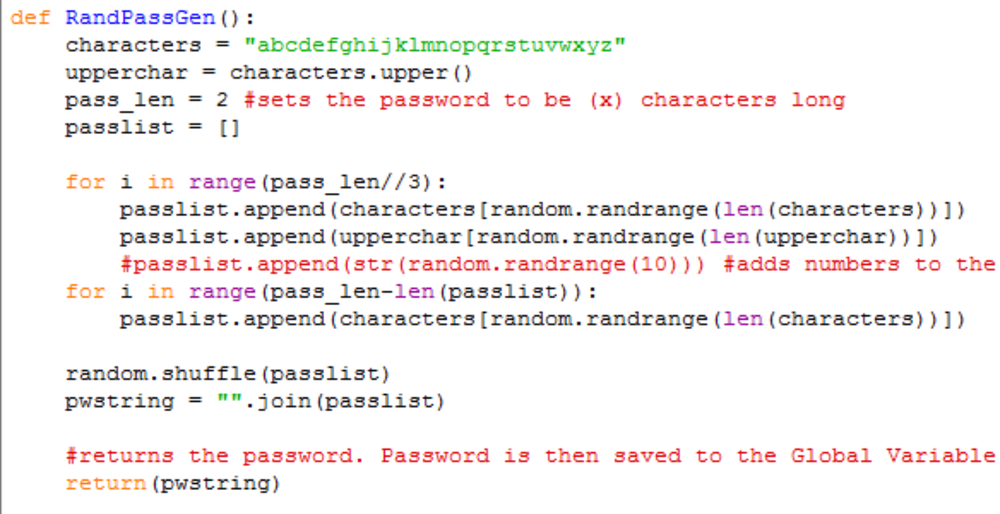 def RandPassGen():
    characters = "abcdefghijklmnopqrstuvwxyz"
    upperchar = characters.upper()
    pass_len = 2 #sets the password to be (x) characters long
    passlist = []

    for i in range(pass_len//3):
        passlist.append(characters[random.randrange(len(characters))])
        passlist.append(upperchar[random.randrange(len(upperchar))])
        #passlist.append(str(random.randrange(10))) #adds numbers to the
    for i in range(pass_len-len(passlist)):
        passlist.append(characters[random.randrange(len(characters))])

    random.shuffle(passlist)
    pwstring = "".join(passlist)

    #returns the password. Password is then saved to the Global Variable
    return(pwstring)